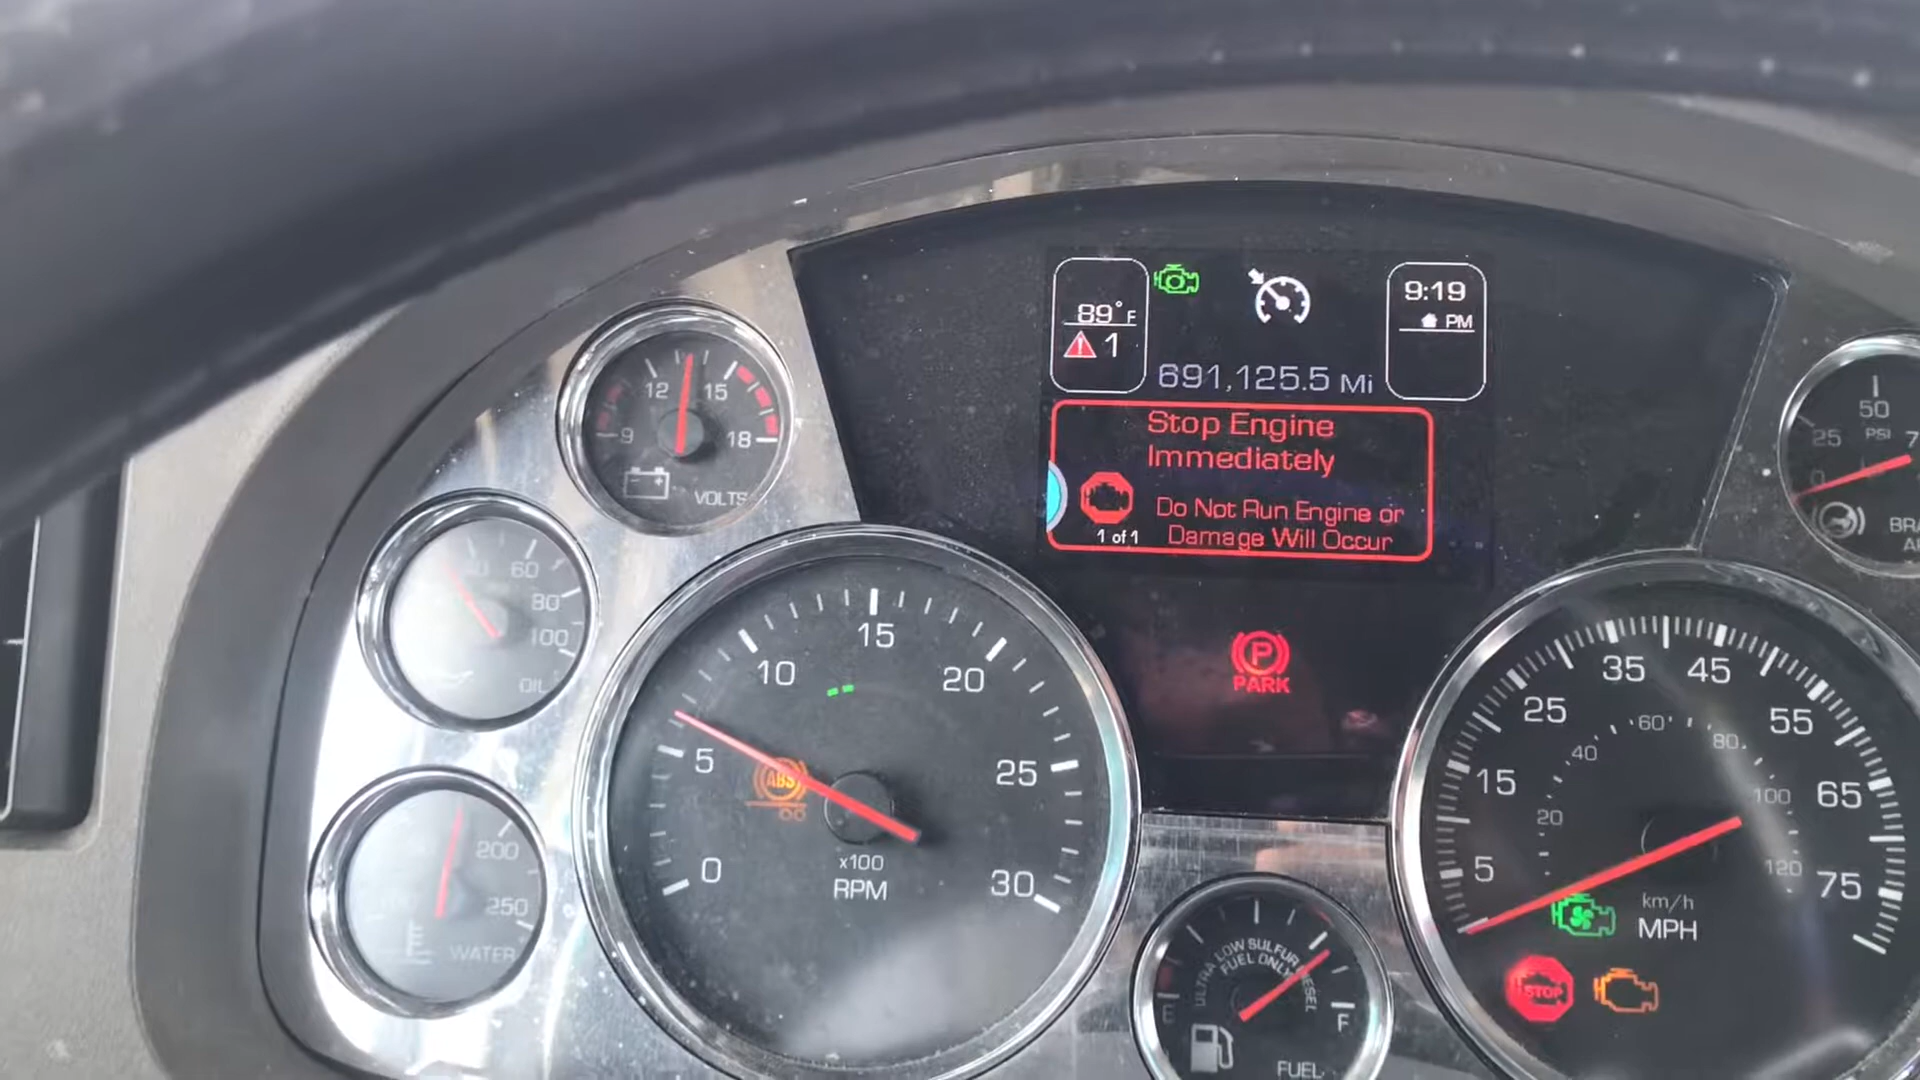 89°F
1
9:19
PM
691,125.5 Mi
Stop Engine
Immediately
Do Not Run Engine or
Damage Will Occur
1 of 1
9
12
15
18
VOLTS
60
80
100
OIL
200
250
WATER
0
5
10
15
20
25
30
ABS
x100
RPM
P
PARK
25
50
PSI
0
5
15
25
35
45
55
65
75
20
40
60
80
100
120
km/h
MPH
STOP
ULTRA LOW SULFUR DIESEL
FUEL ONLY
E
F
FUEL